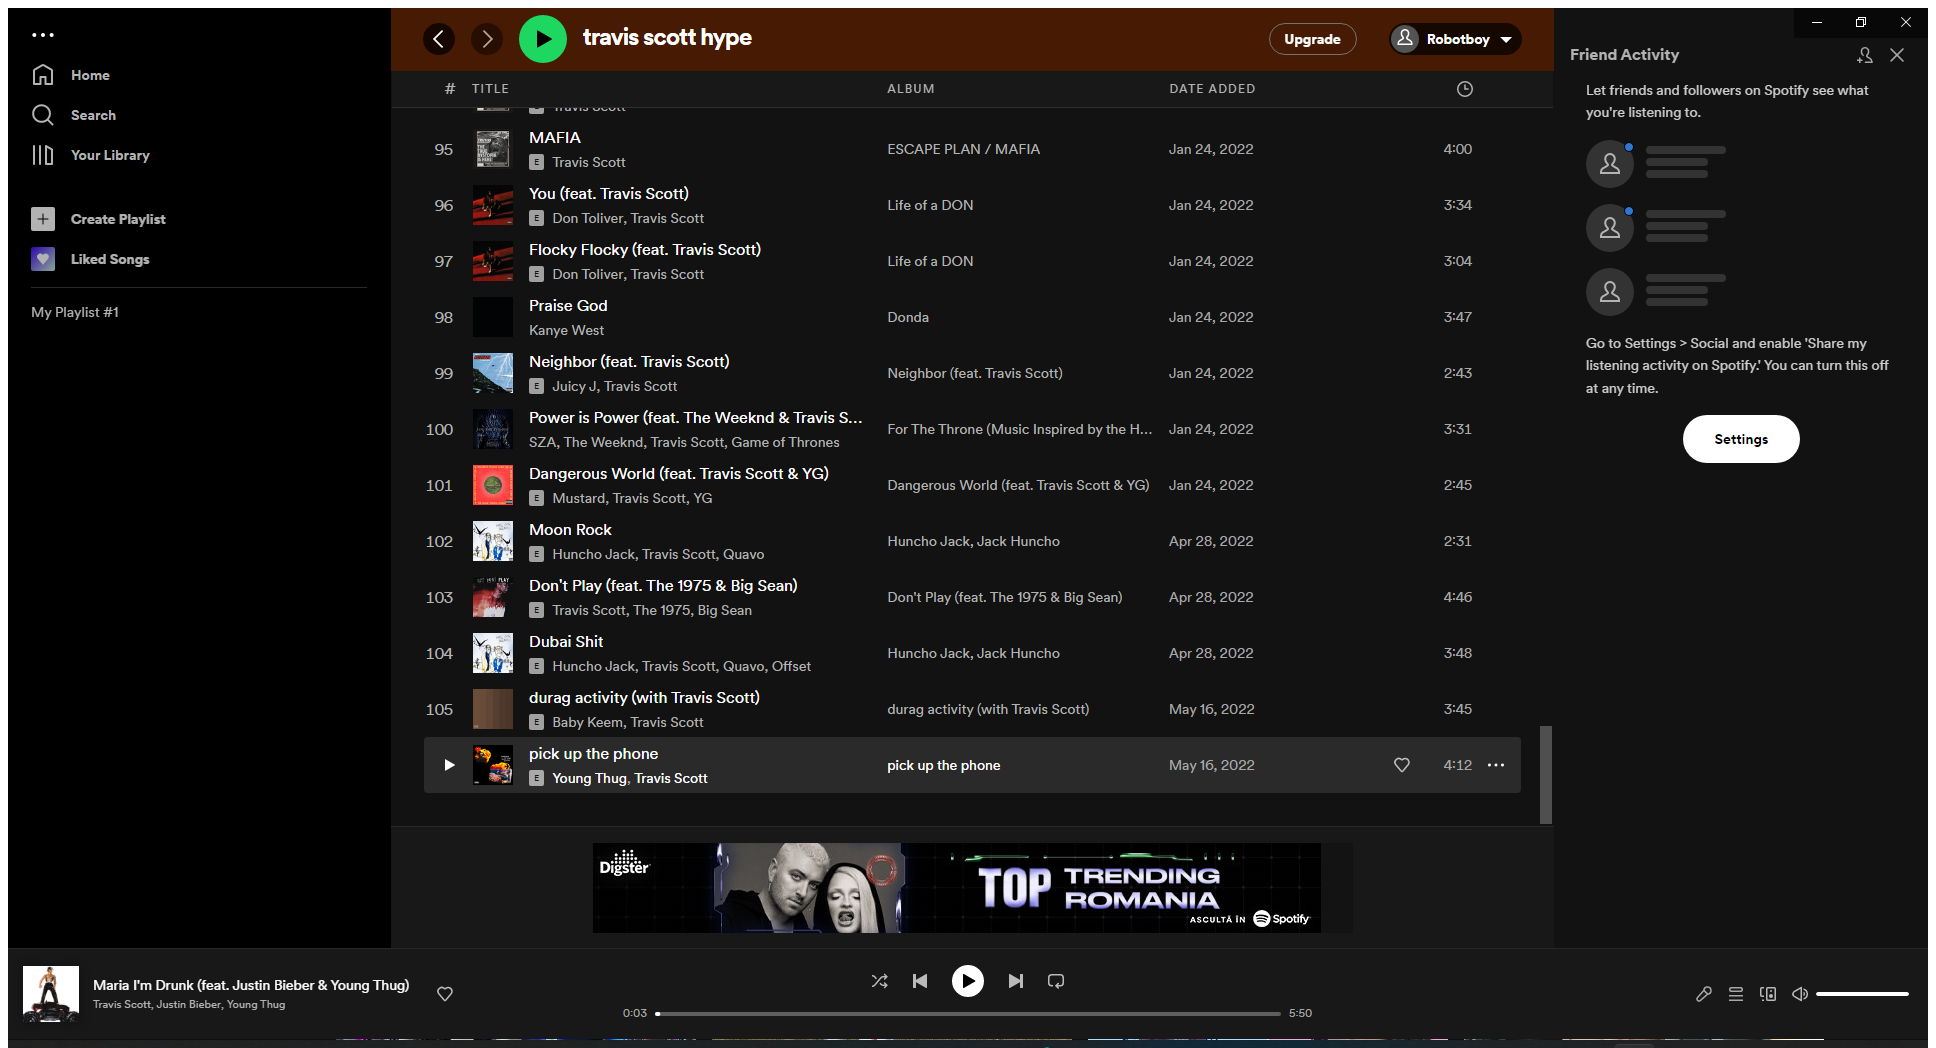 travis scott hype
Upgrade
Robotboy
Home
Search
Your Library
Create Playlist
Liked Songs
My Playlist #1
# TITLE ALBUM DATE ADDED
Travis Scott
95 MAFIA ESCAPE PLAN / MAFIA Jan 24, 2022 4:00
E Travis Scott
96 You (feat. Travis Scott) Life of a DON Jan 24, 2022 3:34
E Don Toliver, Travis Scott
97 Flocky Flocky (feat. Travis Scott) Life of a DON Jan 24, 2022 3:04
E Don Toliver, Travis Scott
98 Praise God Donda Jan 24, 2022 3:47
Kanye West
99 Neighbor (feat. Travis Scott) Neighbor (feat. Travis Scott) Jan 24, 2022 2:43
E Juicy J, Travis Scott
100 Power is Power (feat. The Weeknd & Travis S... For The Throne (Music Inspired by the H... Jan 24, 2022 3:31
SZA, The Weeknd, Travis Scott, Game of Thrones
101 Dangerous World (feat. Travis Scott & YG) Dangerous World (feat. Travis Scott & YG) Jan 24, 2022 2:45
E Mustard, Travis Scott, YG
102 Moon Rock Huncho Jack, Jack Huncho Apr 28, 2022 2:31
E Huncho Jack, Travis Scott, Quavo
103 Don't Play (feat. The 1975 & Big Sean) Don't Play (feat. The 1975 & Big Sean) Apr 28, 2022 4:46
E Travis Scott, The 1975, Big Sean
104 Dubai Shit Huncho Jack, Jack Huncho Apr 28, 2022 3:48
E Huncho Jack, Travis Scott, Quavo, Offset
105 durag activity (with Travis Scott) durag activity (with Travis Scott) May 16, 2022 3:45
E Baby Keem, Travis Scott
pick up the phone pick up the phone May 16, 2022 4:12
E Young Thug, Travis Scott
Friend Activity
Let friends and followers on Spotify see what
you're listening to.
Go to Settings > Social and enable 'Share my
listening activity on Spotify.' You can turn this off
at any time.
Settings
Digster
TOP TRENDING
ROMANIA
ASCULTĂ ÎN Spotify
Maria I'm Drunk (feat. Justin Bieber & Young Thug)
Travis Scott, Justin Bieber, Young Thug
0:03 5:50